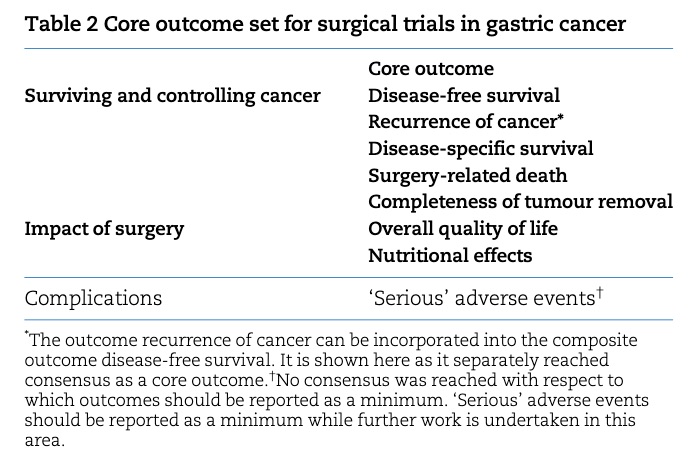 Table 2 Core outcome set for surgical trials in gastric cancer
Core outcome
Surviving and controlling cancer Disease-free survival
Recurrence of cancer*
Disease-specific survival
Surgery-related death
Completeness of tumour removal
Impact of surgery Overall quality of life
Nutritional effects
Complications ‘Serious’ adverse events†
*The outcome recurrence of cancer can be incorporated into the composite
outcome disease-free survival. It is shown here as it separately reached
consensus as a core outcome.†No consensus was reached with respect to
which outcomes should be reported as a minimum. ‘Serious’ adverse events
should be reported as a minimum while further work is undertaken in this
area.